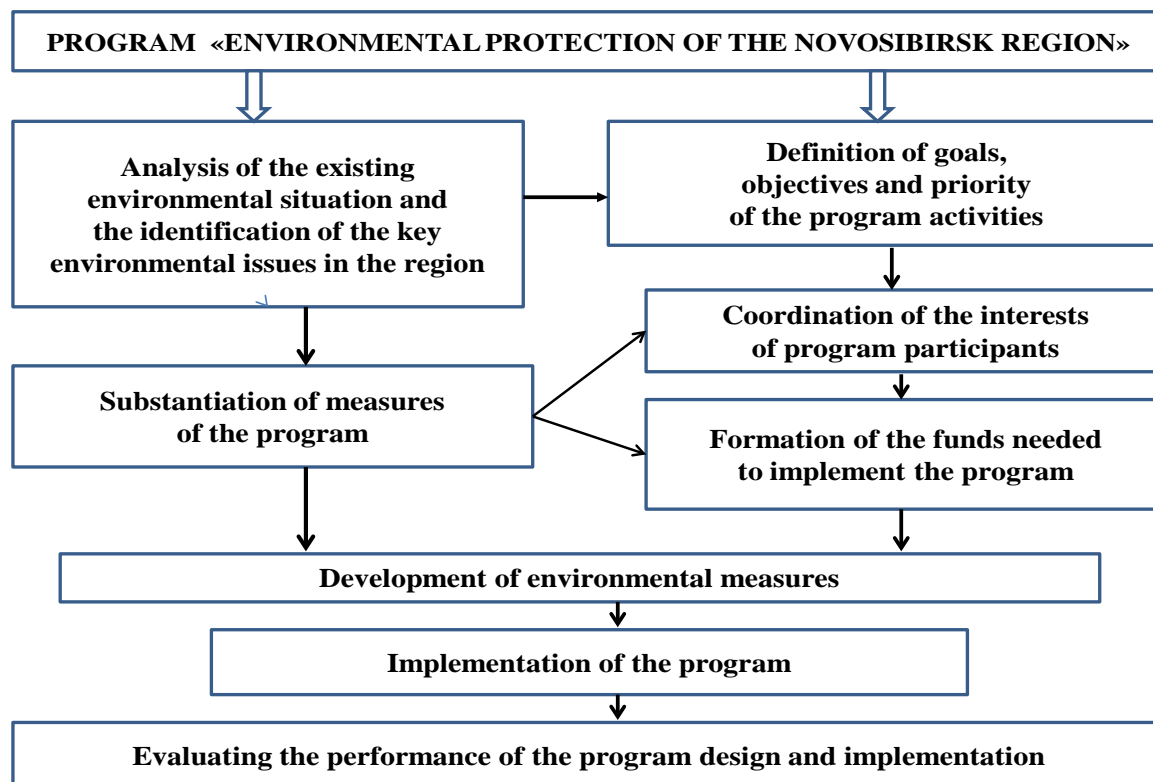 PROGRAM «ENVIRONMENTAL PROTECTION OF THE NOVOSIBIRSK REGION»
Analysis of the existing
environmental situation and
the identification of the key
environmental issues in the region
Definition of goals,
objectives and priority
of the program activities
Coordination of the interests
of program participants
Substantiation of measures
of the program
Formation of the funds needed
to implement the program
Development of environmental measures
Implementation of the program
Evaluating the performance of the program design and implementation